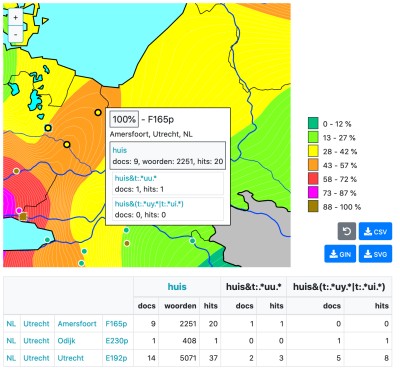 +
-
100% - F165p
Amersfoort, Utrecht, NL
huis
docs: 9, woorden: 2251, hits: 20
huis&t:.*uu.*
docs: 1, hits: 1
huis&(t:.*uy.*|t:.*ui.*)
docs: 0, hits: 0
0 - 12 %
13 - 27 %
28 - 42 %
43 - 57 %
58 - 72 %
73 - 87 %
88 - 100 %
CSV
GIN SVG
huis huis&t:.*uu.* huis&(t:.*uy.*|t:.*ui.*)
docs woorden hits docs hits docs hits
NL Utrecht Amersfoort F165p 9 2251 20 1 1 0 0
NL Utrecht Odijk E230p 1 408 1 0 0 1 1
NL Utrecht Utrecht E192p 14 5071 37 2 3 5 8